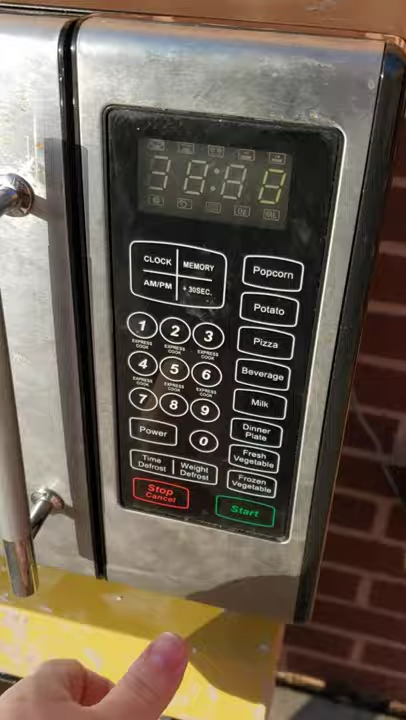 CLOCK
MEMORY
AM/PM
+ 30SEC.
Popcorn
Potato
Pizza
Beverage
Milk
Dinner
Plate
Fresh
Vegetable
Frozen
Vegetable
1 2 3
EXPRESS COOK EXPRESS COOK EXPRESS COOK
4 5 6
EXPRESS COOK EXPRESS COOK EXPRESS COOK
7 8 9
Power
0
Time
Defrost
Weight
Defrost
Stop
Cancel
Start